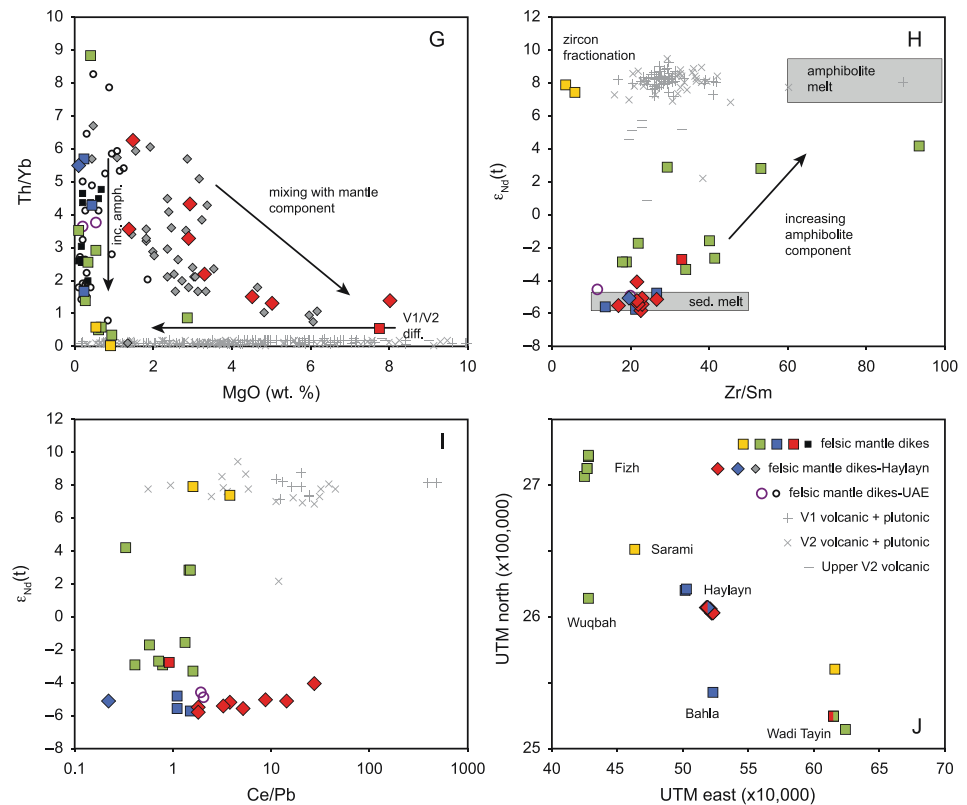 G
10
9
8
7
6
5
4
3
2
1
0
Th/Yb
inc. amph.
mixing with mantle
component
V1/V2
diff.
0
2
4
6
8
10
MgO (wt. %)
H
12
10
8
6
4
2
0
−2
−4
−6
−8
εNd(t)
zircon
fractionation
amphibolite
melt
increasing
amphibolite
component
sed. melt
0
20
40
60
80
100
Zr/Sm
I
12
10
8
6
4
2
0
−2
−4
−6
−8
εNd(t)
0.1
1
10
100
1000
Ce/Pb
28
27
26
25
UTM north (x100,000)
felsic mantle dikes
felsic mantle dikes-Haylayn
felsic mantle dikes-UAE
V1 volcanic + plutonic
V2 volcanic + plutonic
Upper V2 volcanic
Fizh
Sarami
Haylayn
Wuqbah
Bahla
Wadi Tayin
J
40
50
60
70
UTM east (x10,000)